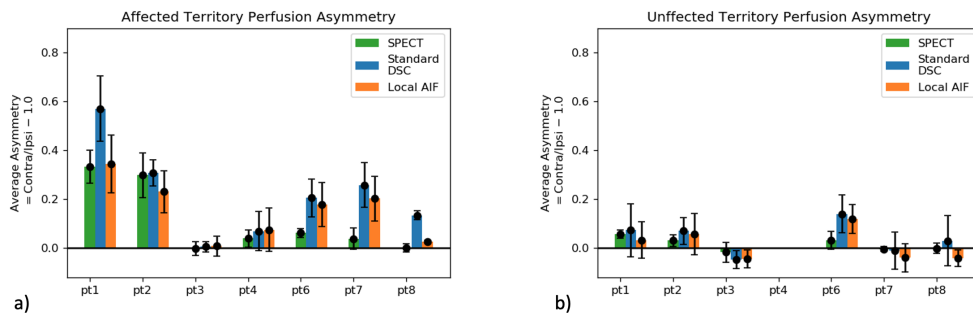 Affected Territory Perfusion Asymmetry
Average Asymmetry
= Contra/Ipsi − 1.0
0.8
0.6
0.4
0.2
0.0
SPECT
Standard
DSC
Local AIF
pt1 pt2 pt3 pt4 pt6 pt7 pt8
a)
Unffected Territory Perfusion Asymmetry
Average Asymmetry
= Contra/Ipsi − 1.0
0.8
0.6
0.4
0.2
0.0
SPECT
Standard
DSC
Local AIF
pt1 pt2 pt3 pt4 pt6 pt7 pt8
b)